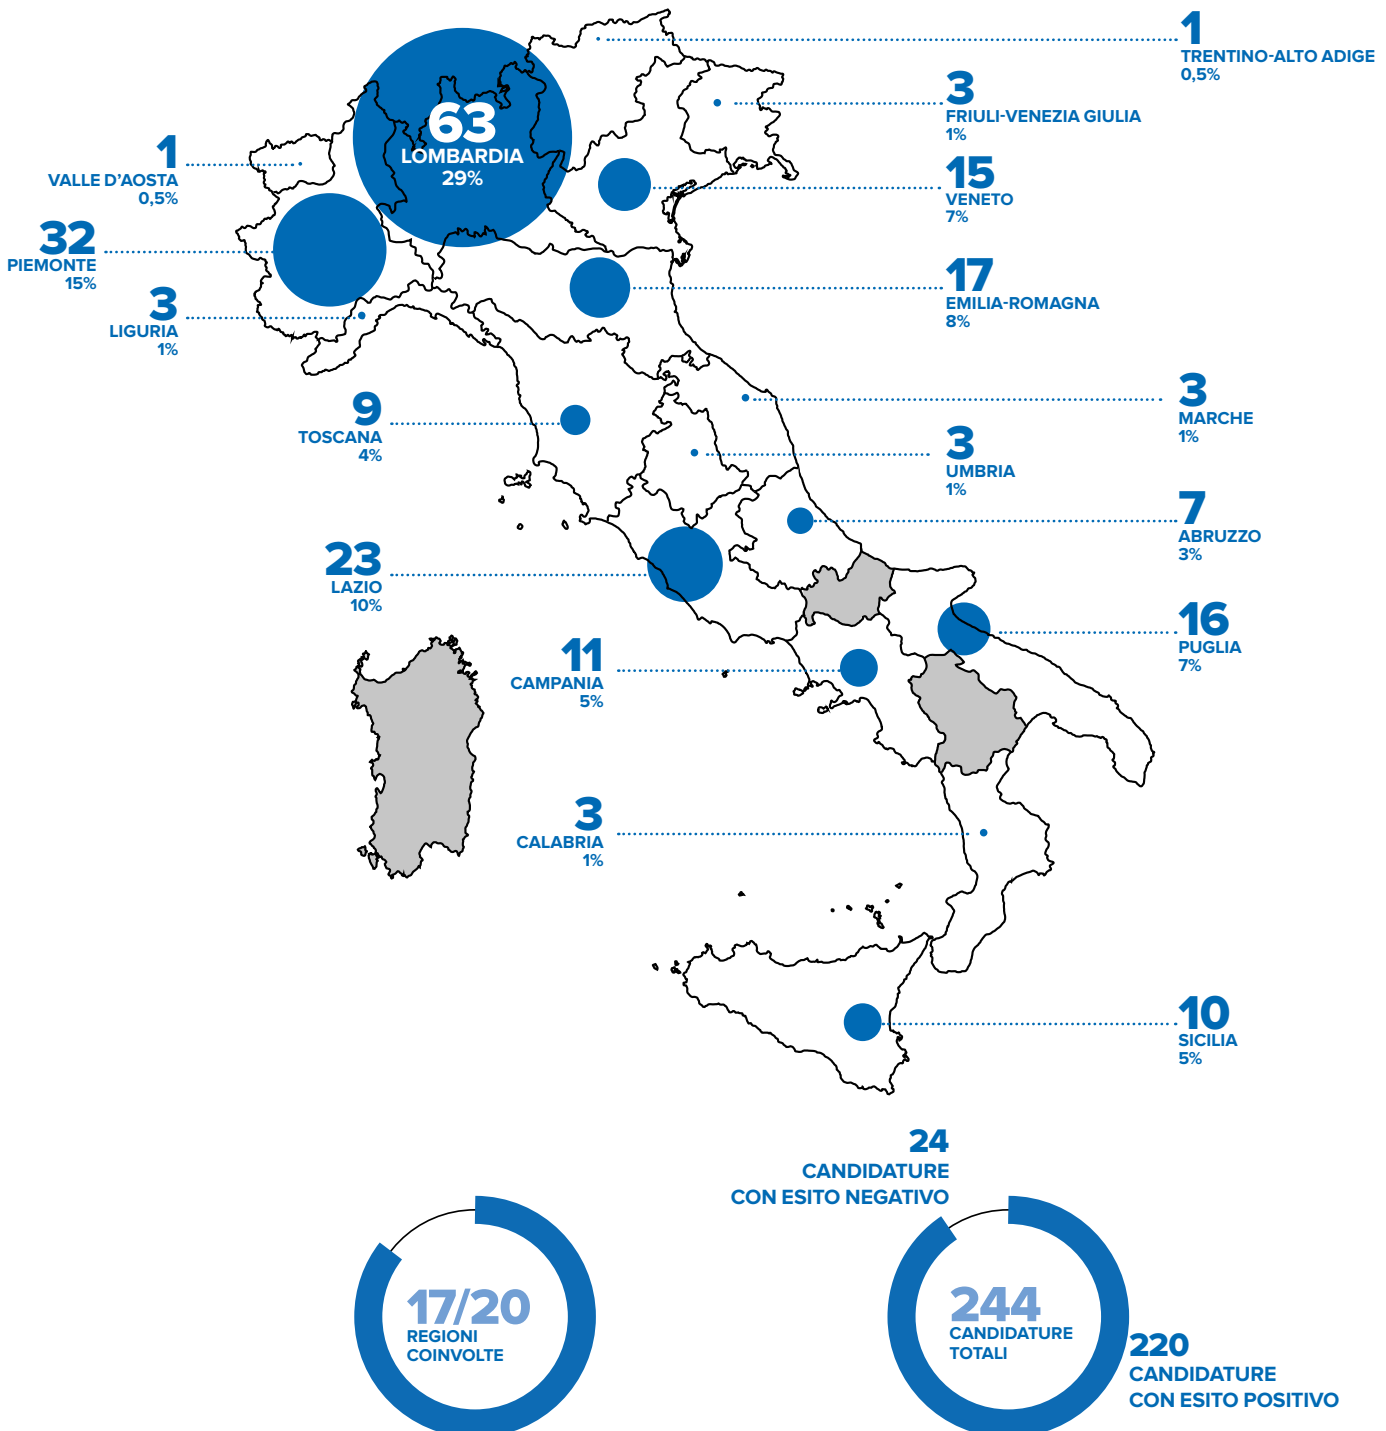 1
TRENTINO-ALTO ADIGE
0,5%
3
FRIULI-VENEZIA GIULIA
1%
63
LOMBARDIA
29%
1
VALLE D'AOSTA
0,5%
15
VENETO
7%
32
PIEMONTE
15%
17
EMILIA-ROMAGNA
8%
3
LIGURIA
1%
3
MARCHE
1%
9
TOSCANA
4%
3
UMBRIA
1%
7
ABRUZZO
3%
23
LAZIO
10%
16
PUGLIA
7%
11
CAMPANIA
5%
3
CALABRIA
1%
10
SICILIA
5%
17/20
REGIONI
COINVOLTE
24
CANDIDATURE
CON ESITO NEGATIVO
244
CANDIDATURE
TOTALI
220
CANDIDATURE
CON ESITO POSITIVO